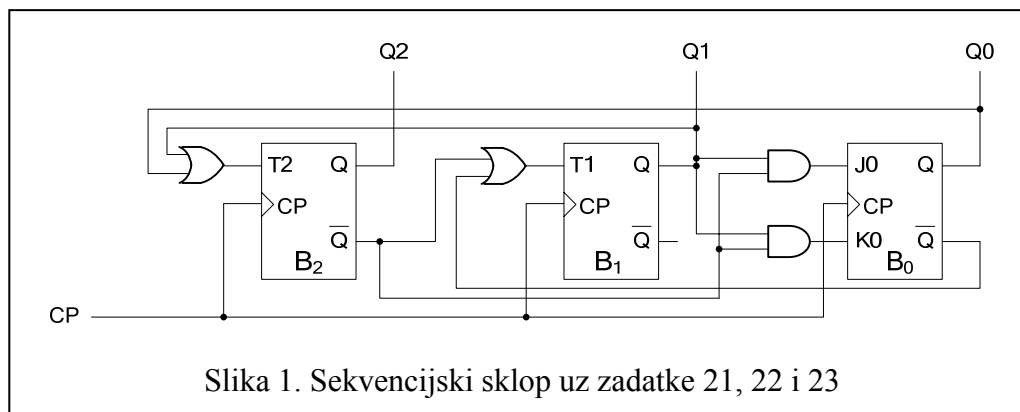 Q2 Q1 Q0
T2 Q T1 Q J0 Q
CP CP CP
Q̅ Q̅ K0 Q̅
B₂ B₁ B₀
CP
Slika 1. Sekvencijski sklop uz zadatke 21, 22 i 23